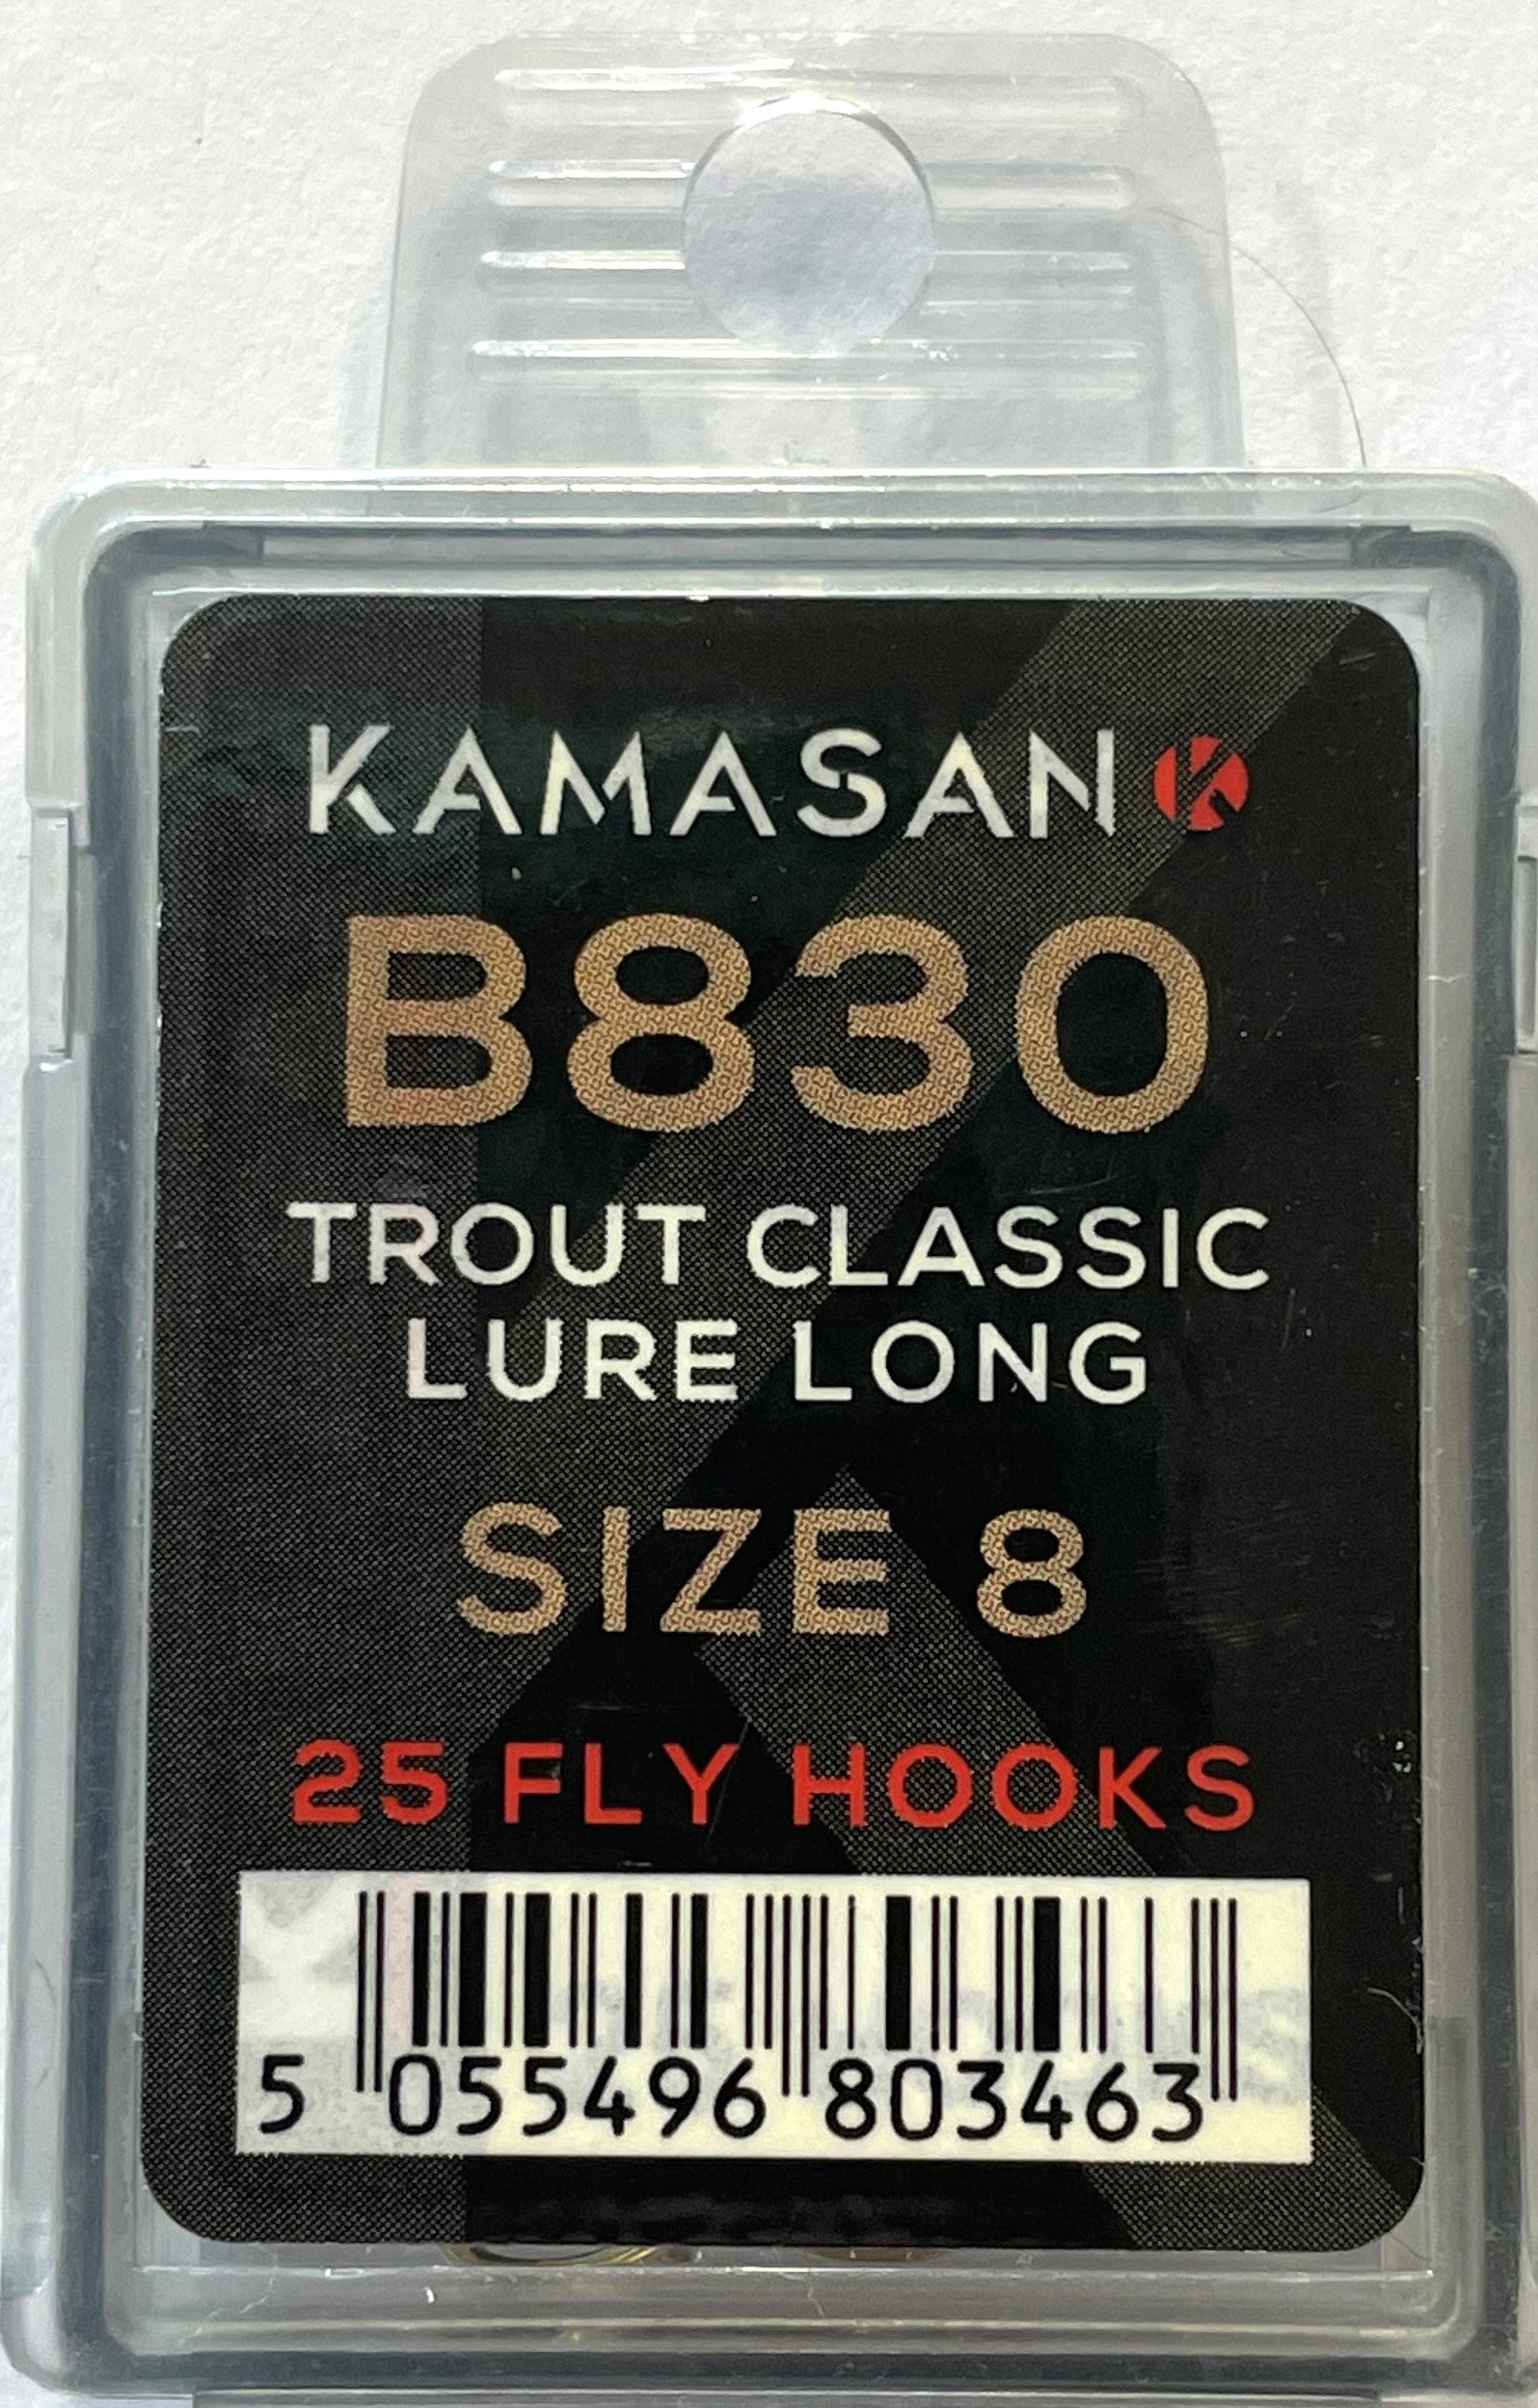 KAMASAN
B830
TROUT CLASSIC
LURE LONG
SIZE 8
25 FLY HOOKS
5 055496 803463